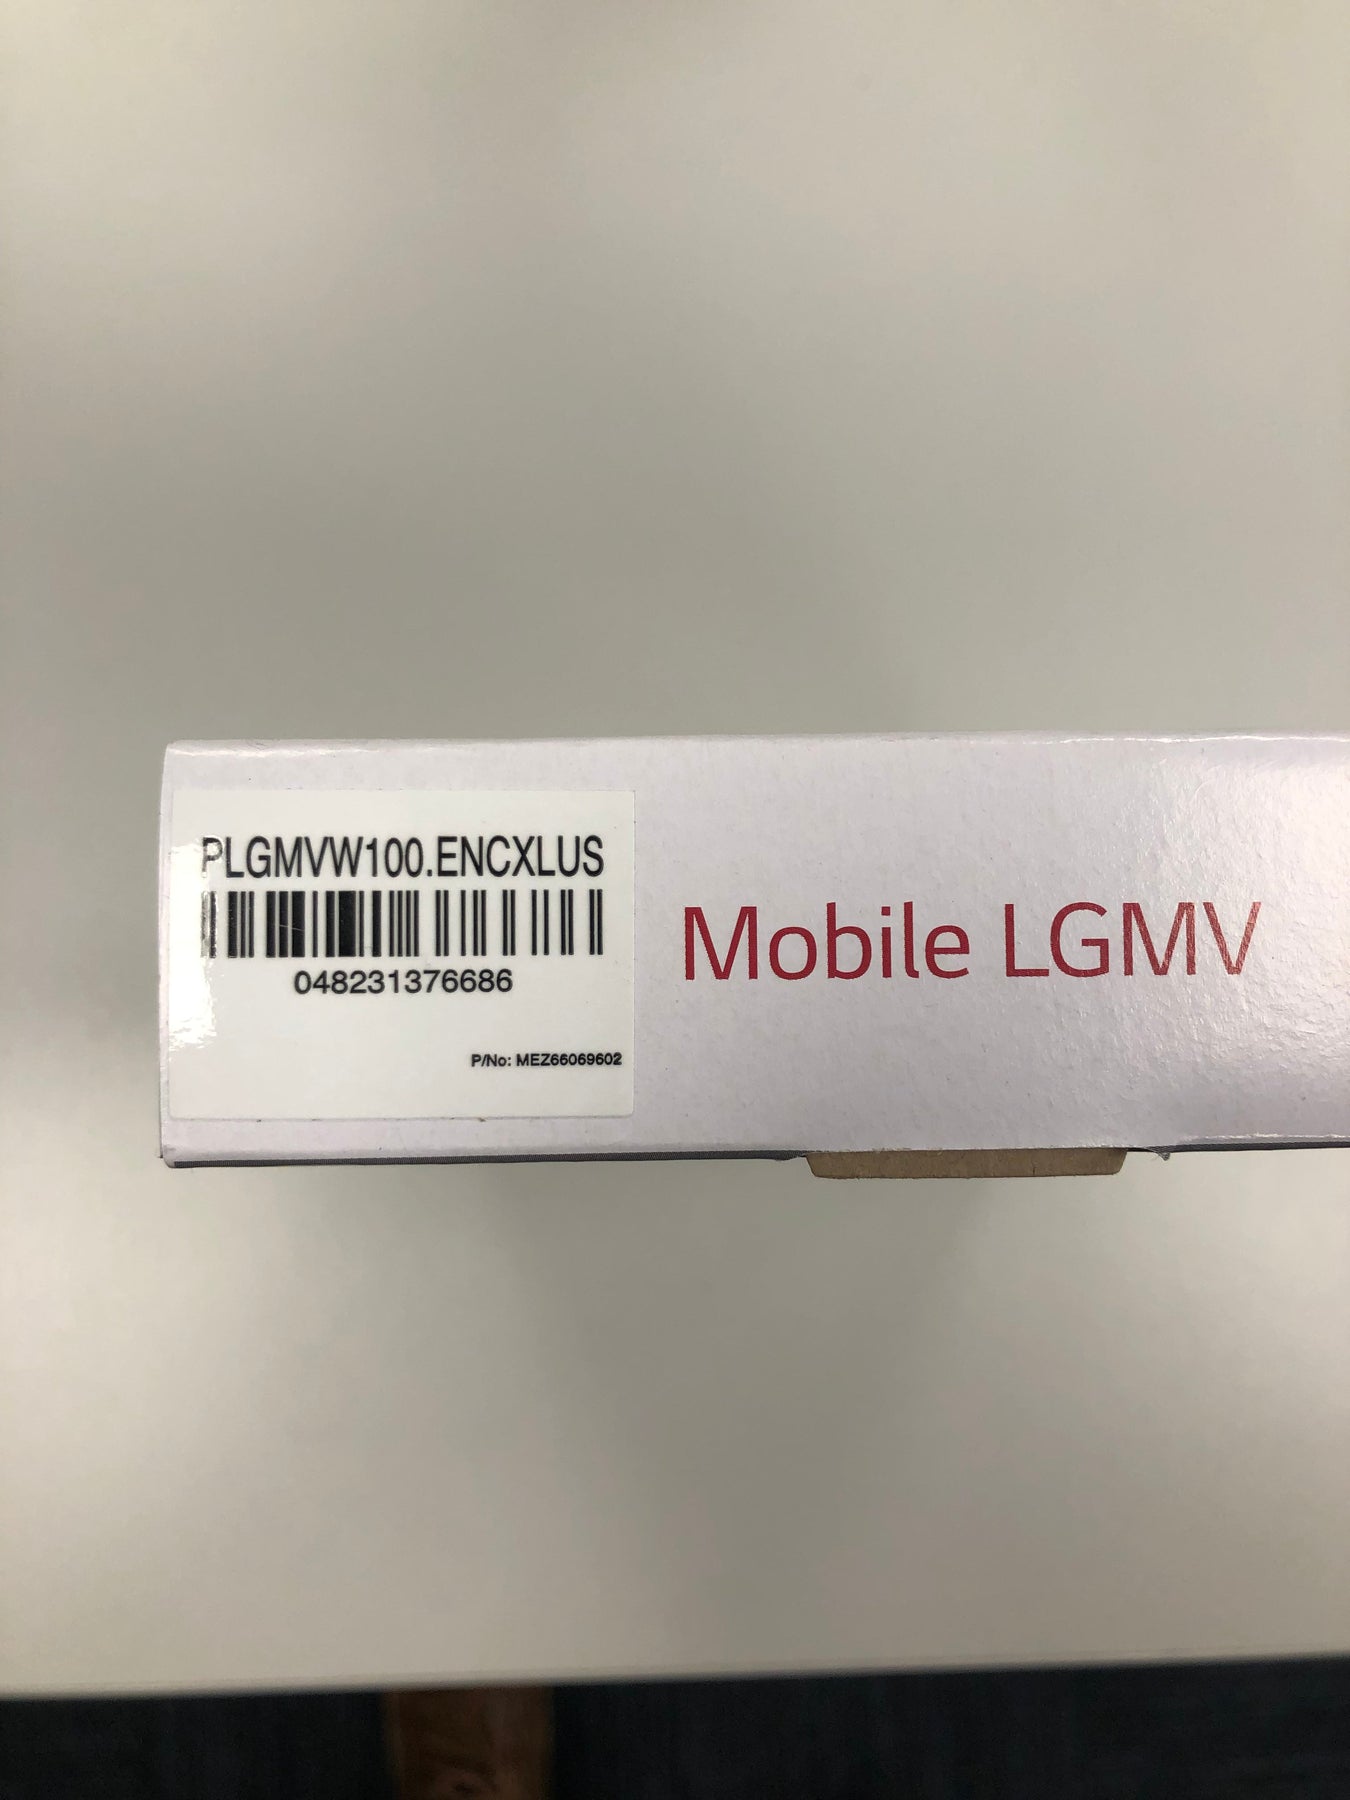 PLGMVW100.ENCXLUS
048231376686
P/No: MEZ66069602
Mobile LGMV